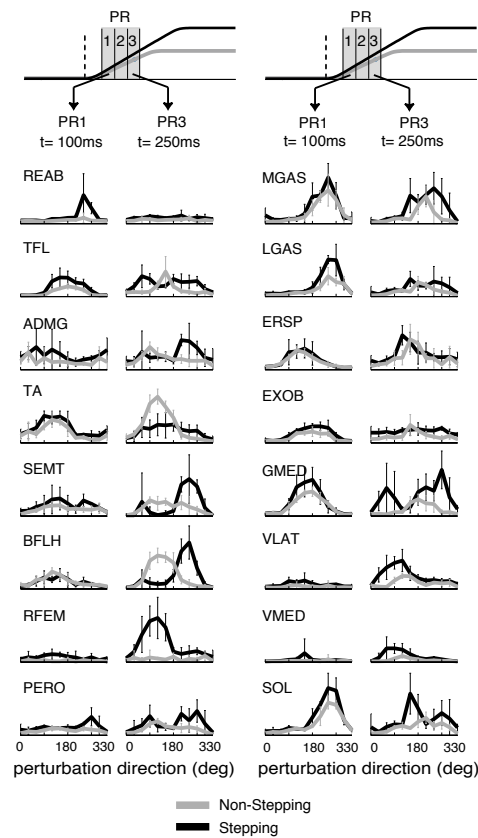 PR
1 2 3
PR1 PR3
t= 100ms t= 250ms
REAB
TFL
ADMG
TA
SEMT
BFLH
RFEM
PERO
0 180 330 0 180 330
perturbation direction (deg)
PR
1 2 3
PR1 PR3
t= 100ms t= 250ms
MGAS
LGAS
ERSP
EXOB
GMED
VLAT
VMED
SOL
0 180 330 0 180 330
perturbation direction (deg)
Non-Stepping
Stepping